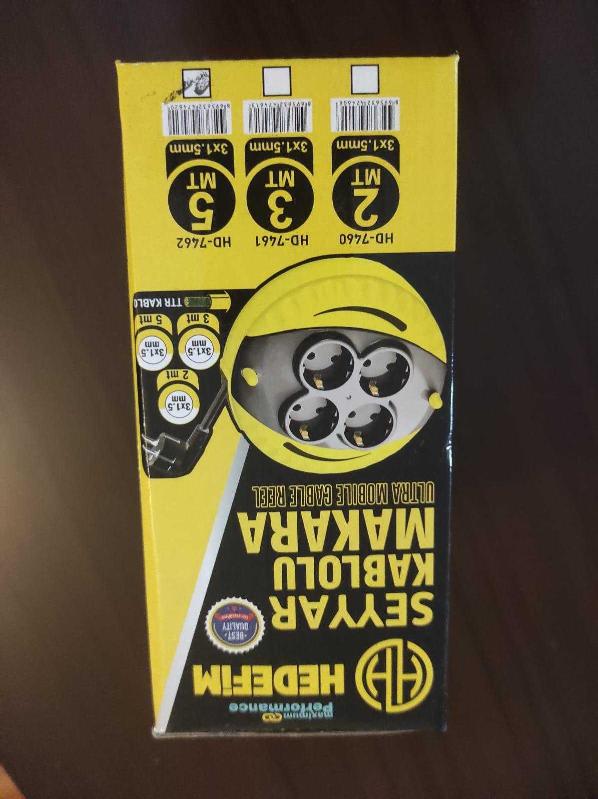 maximum
Performance
HEDEFİM
SEYYAR
KABLOLU
MAKARA
ULTRA MOBILE CABLE REEL
BEST
QUALITY
2 mt
3x1.5
mm
3 mt
3x1.5
mm
5 mt
3x1.5
mm
TTR KABLO
HD-7460
2
MT
3x1.5mm
HD-7461
3
MT
3x1.5mm
HD-7462
5
MT
3x1.5mm